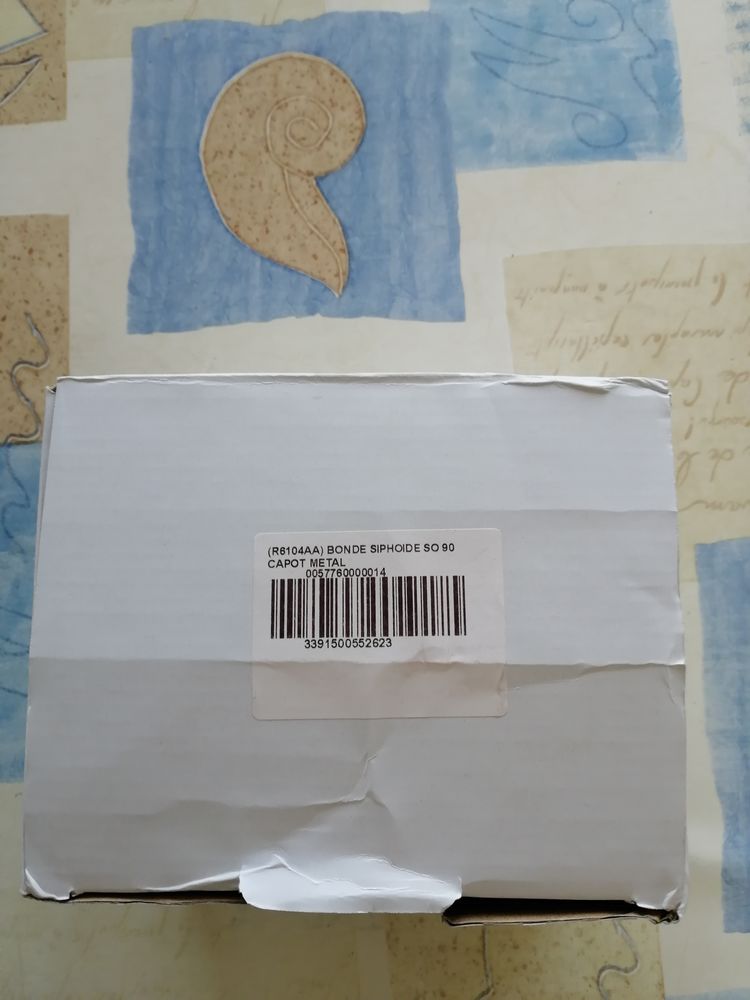 (R6104AA) BONDE SIPHOIDE SO 90
CAPOT METAL
0057760000014
3391500552623